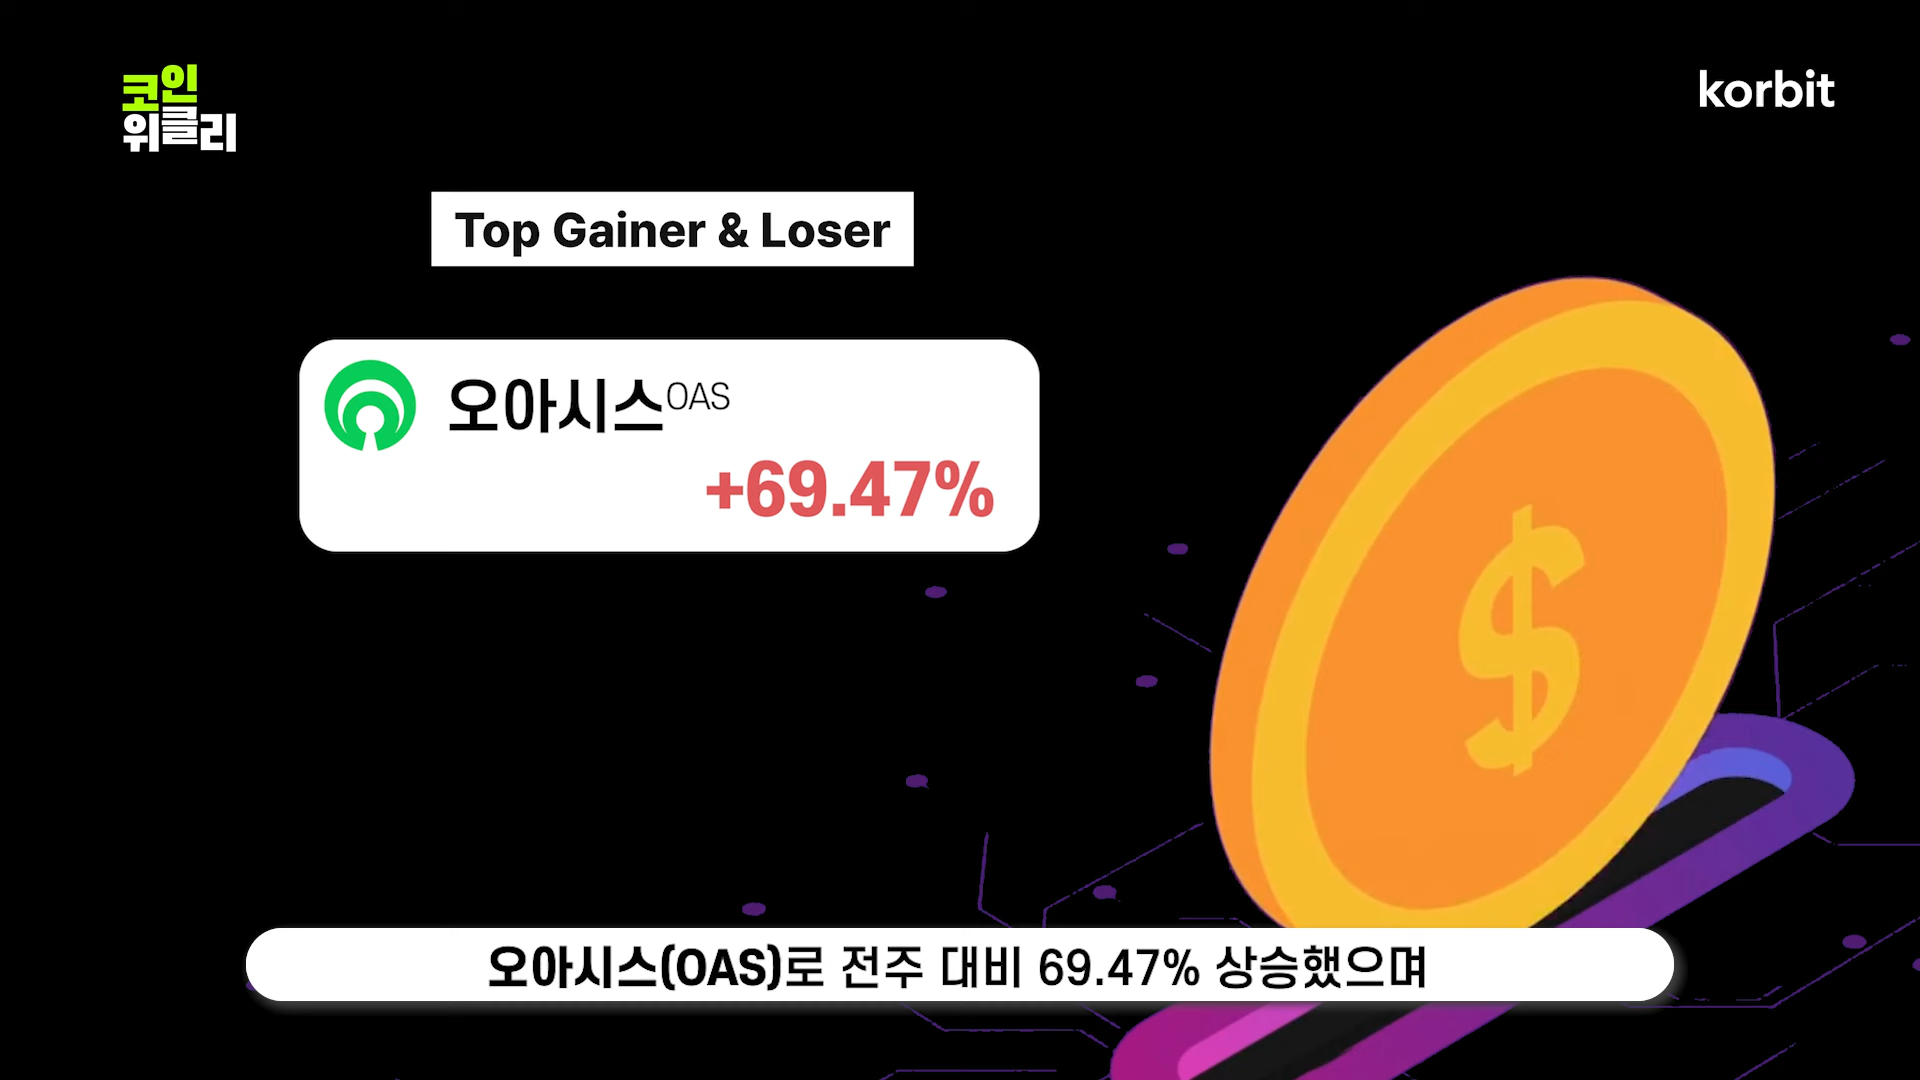 코인
위클리
korbit
Top Gainer & Loser
오아시스OAS
+69.47%
$
오아시스(OAS)로 전주 대비 69.47% 상승했으며